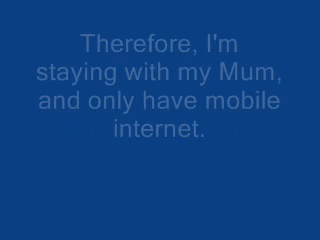 Therefore, I'm
staying with my Mum,
and only have mobile
internet.